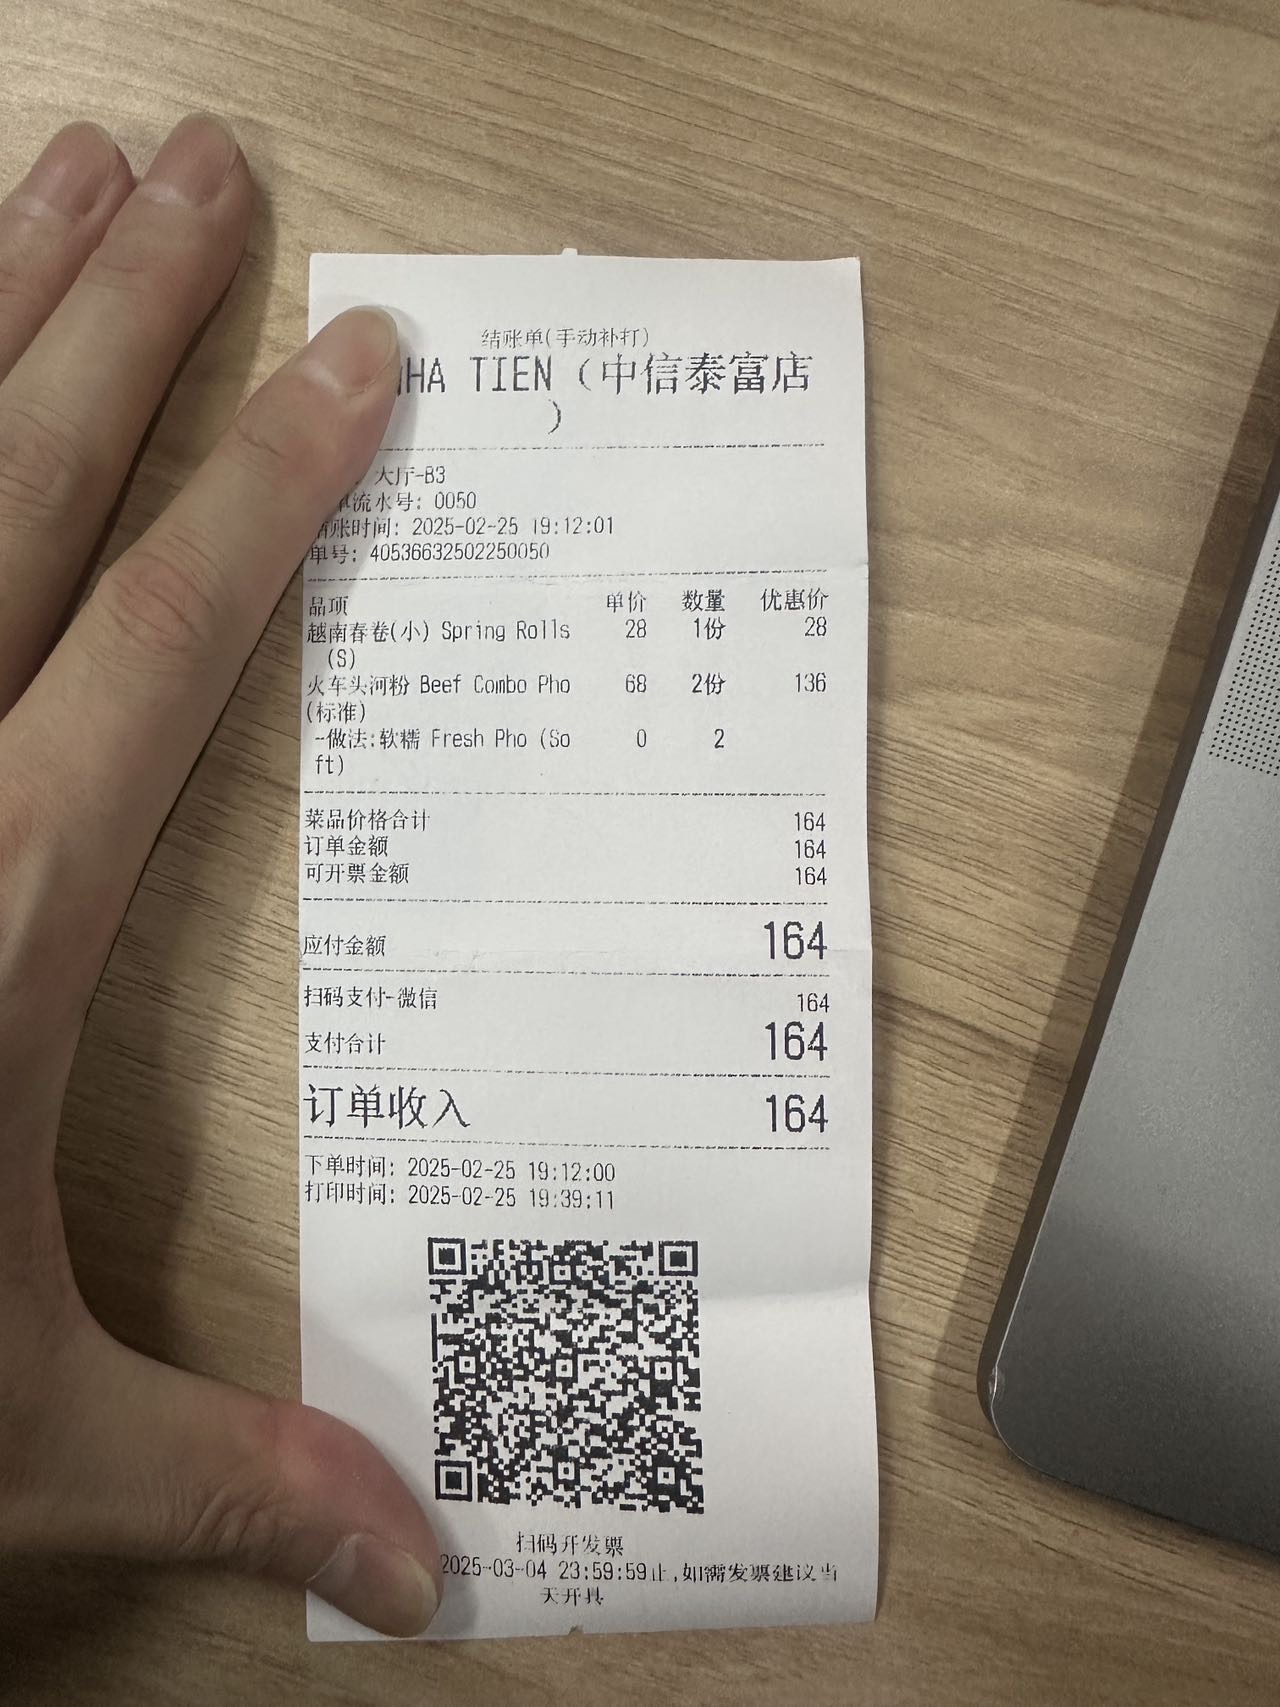 结账单(手动补打)
TIEN (中信泰富店
)
大厅-B3
流水号: 0050
账时间: 2025-02-25 19:12:01
单号: 40536632502250050
品项 单价 数量 优惠价
越南春卷(小) Spring Rolls 28 1份 28
(S)
火车头河粉 Beef Combo Pho 68 2份 136
(标准)
-做法:软糯 Fresh Pho (So 0 2
ft)
菜品价格合计 164
订单金额 164
可开票金额 164
应付金额 164
扫码支付-微信 164
支付合计 164
订单收入 164
下单时间: 2025-02-25 19:12:00
打印时间: 2025-02-25 19:39:11
扫码开发票
2025-03-04 23:59:59止,如需发票建议当
天开具